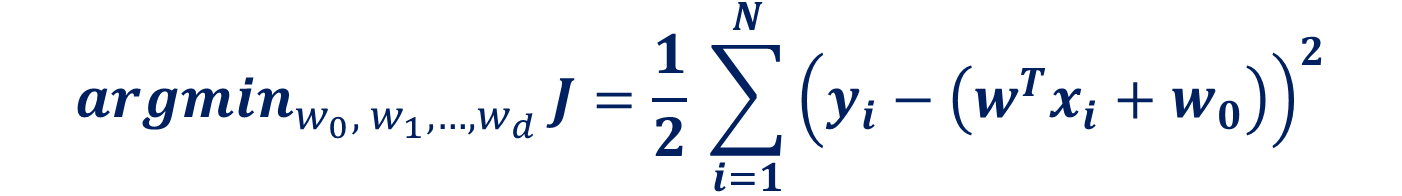 argmin_{w_0, w_1,…,w_d} J = \frac{1}{2} \sum_{i=1}^{N} \left( y_i − \left( w^T x_i + w_0 \right) \right)^2